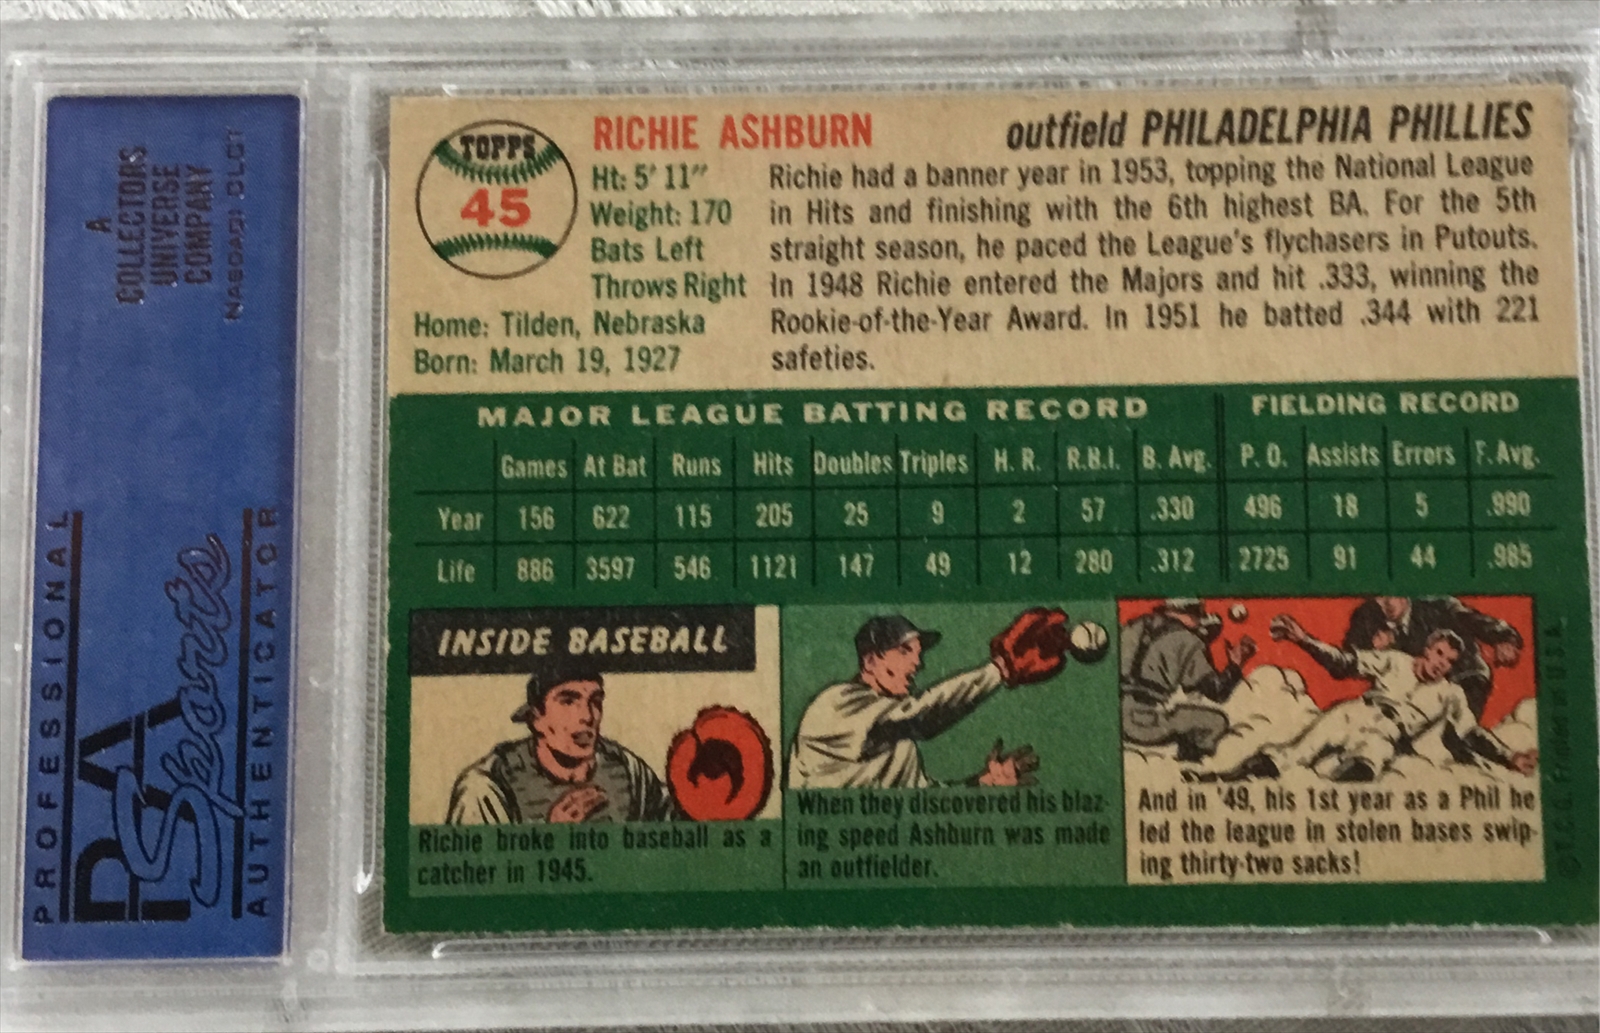 A
COLLECTORS
UNIVERSE
COMPANY
NASDAQ: CLCT
PROFESSIONAL
PSA
Sports
AUTHENTICATOR
TOPPS
45
RICHIE ASHBURN
outfield PHILADELPHIA PHILLIES
Ht: 5' 11"
Weight: 170
Bats Left
Throws Right
Home: Tilden, Nebraska
Born: March 19, 1927
Richie had a banner year in 1953, topping the National League
in Hits and finishing with the 6th highest BA. For the 5th
straight season, he paced the League's flychasers in Putouts.
In 1948 Richie entered the Majors and hit .333, winning the
Rookie-of-the-Year Award. In 1951 he batted .344 with 221
safeties.
MAJOR LEAGUE BATTING RECORD FIELDING RECORD
Games At Bat Runs Hits Doubles Triples H. R. R.B.I. B. Avg. P. O. Assists Errors F. Avg.
Year 156 622 115 205 25 9 2 57 .330 496 18 5 .990
Life 886 3597 546 1121 147 49 12 280 .312 2725 91 44 .985
INSIDE BASEBALL
Richie broke into baseball as a
catcher in 1945.
When they discovered his blaz-
ing speed Ashburn was made
an outfielder.
And in '49, his 1st year as a Phil he
led the league in stolen bases swip-
ing thirty-two sacks!
© T.C.G. Printed in U.S.A.